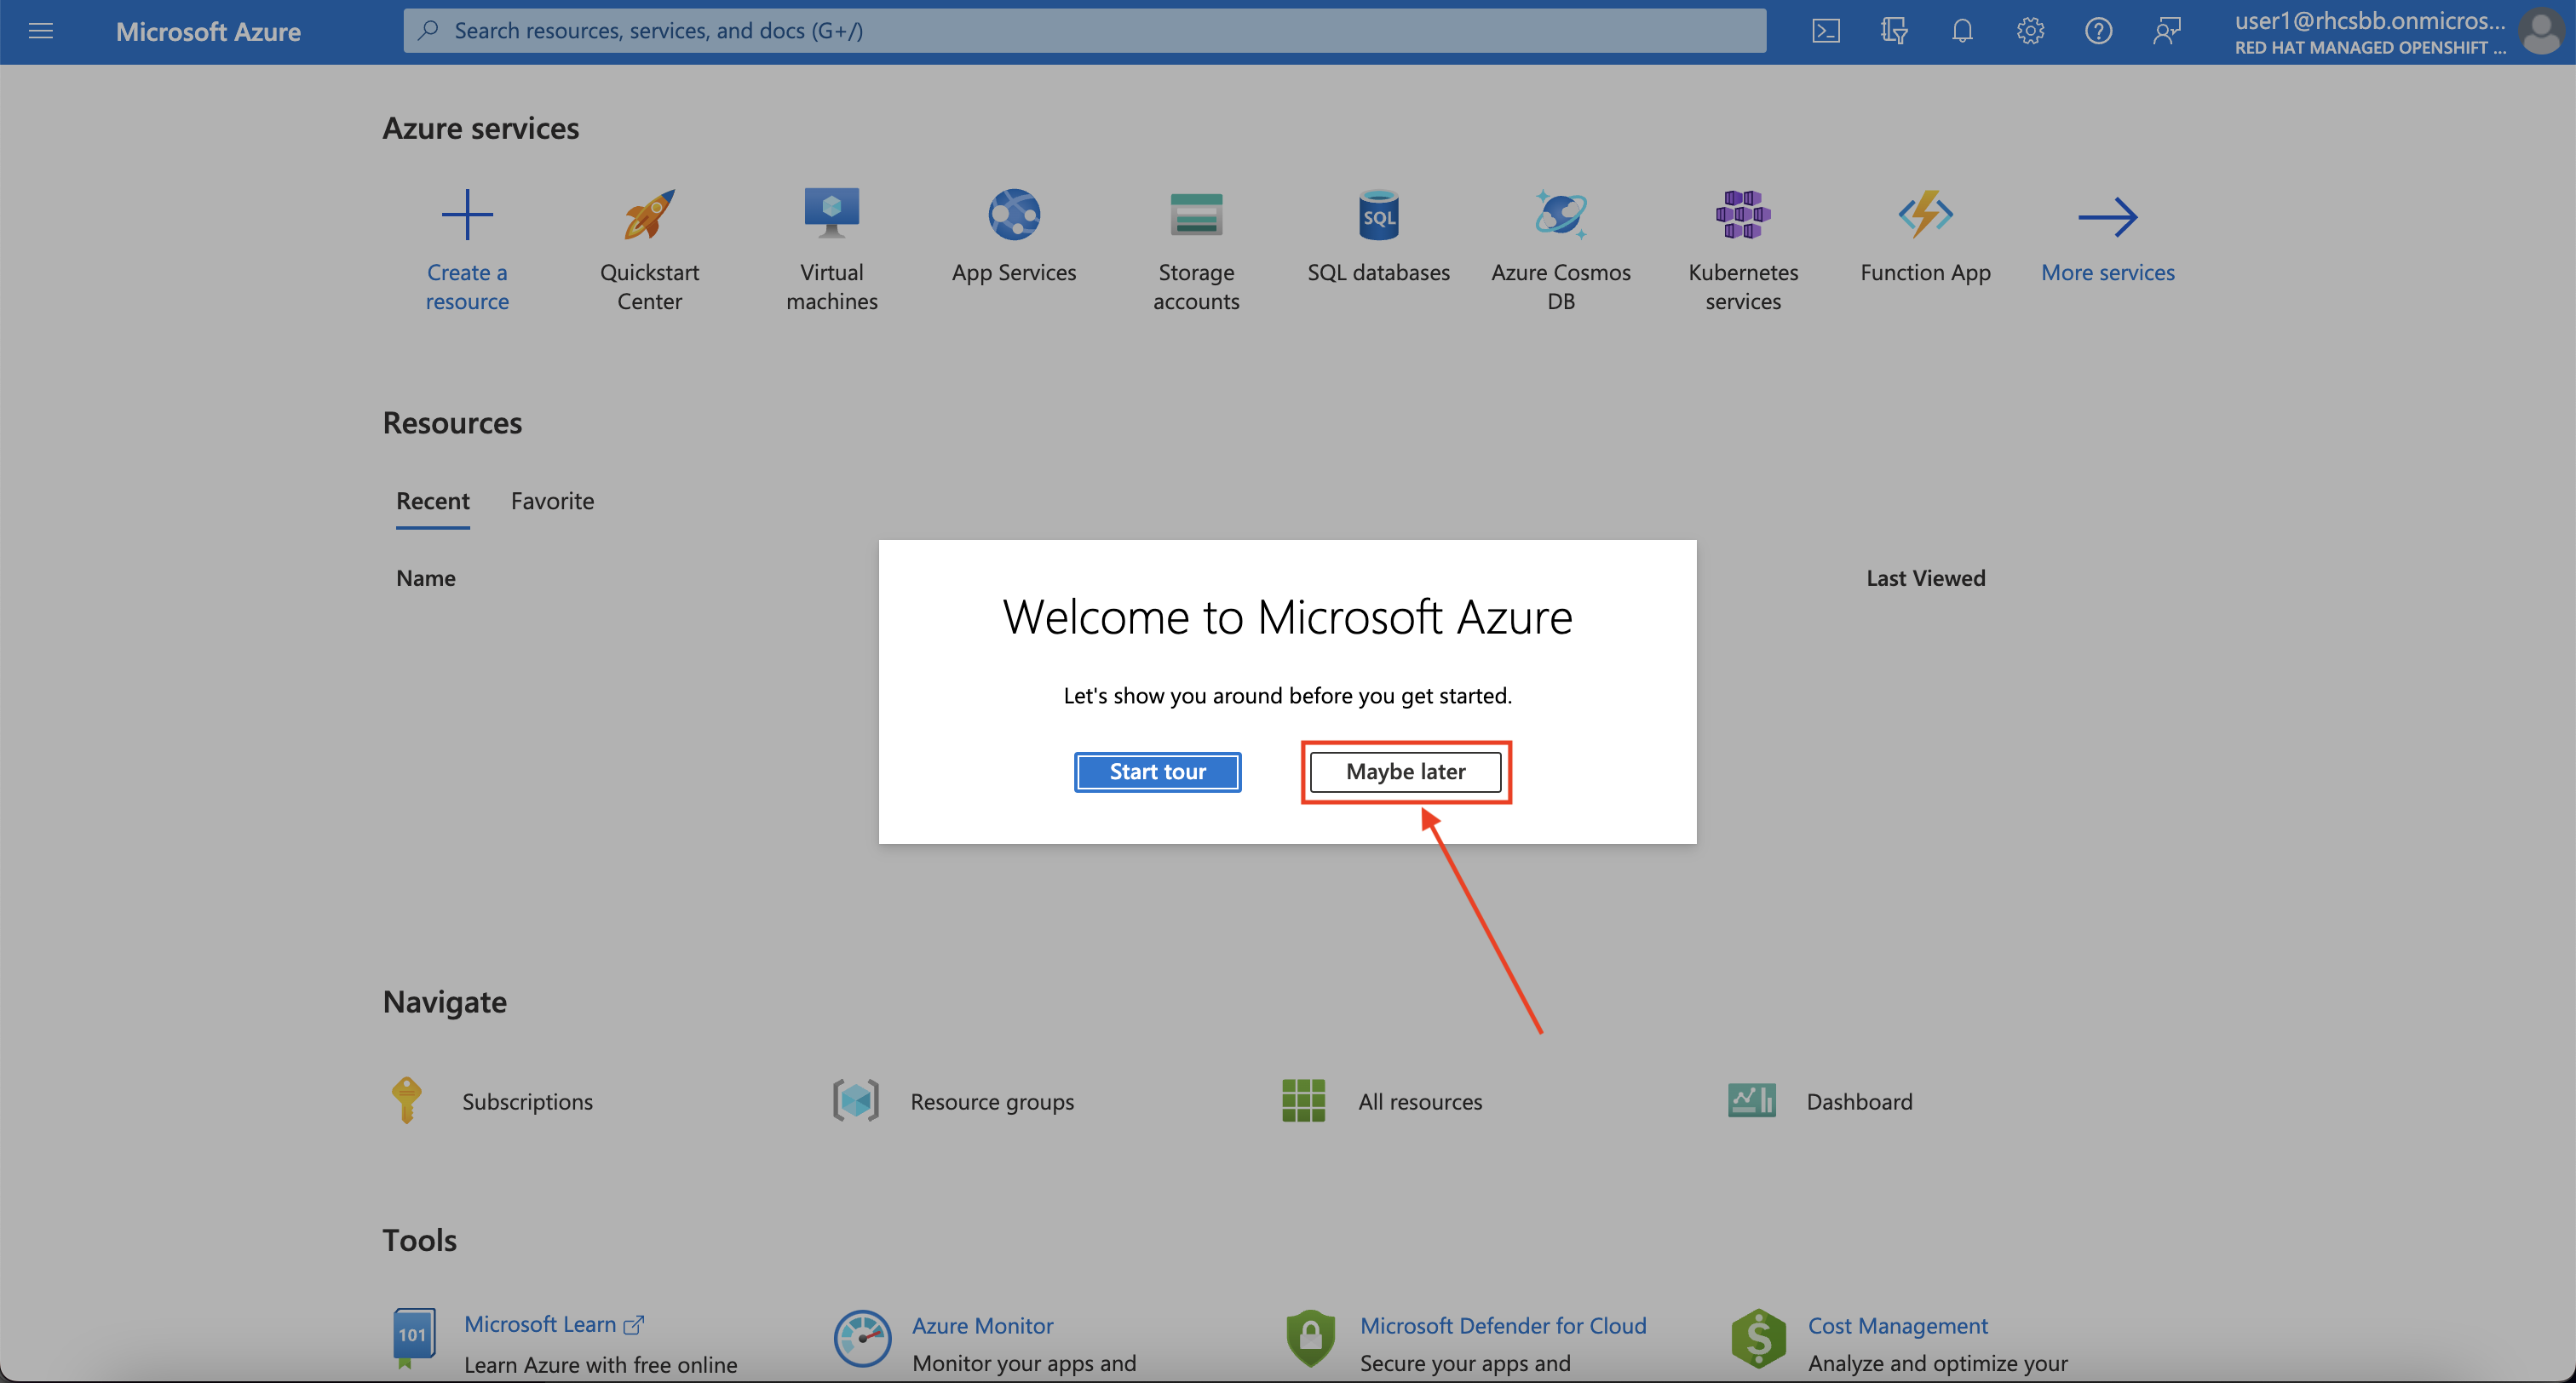 Microsoft Azure
Search resources, services, and docs (G+/)
user1@rhcsbb.onmicros...
RED HAT MANAGED OPENSHIFT ...
Azure services
Create a
resource
Quickstart
Center
Virtual
machines
App Services
Storage
accounts
SQL
SQL databases
Azure Cosmos
DB
Kubernetes
services
Function App
More services
Resources
Recent
Favorite
Name
Last Viewed
Welcome to Microsoft Azure
Let's show you around before you get started.
Start tour
Maybe later
Navigate
Subscriptions
Resource groups
All resources
Dashboard
Tools
101
Microsoft Learn
Learn Azure with free online
Azure Monitor
Monitor your apps and
Microsoft Defender for Cloud
Secure your apps and
$
Cost Management
Analyze and optimize your